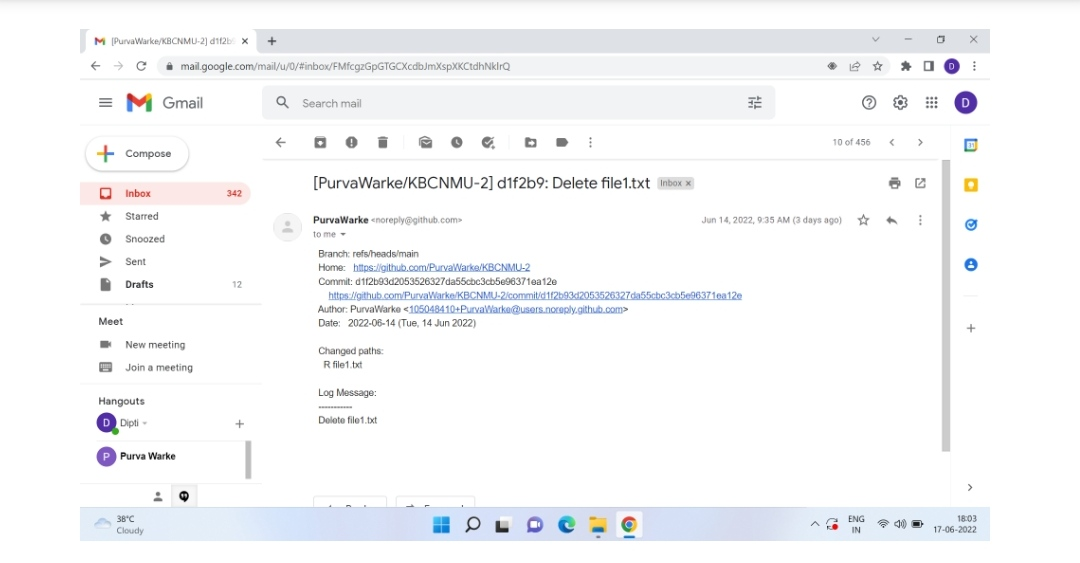 [PurvaWarke/KBCNMU-2] d1f2b
mail.google.com/mail/u/0/#inbox/FMfcgzGpGTGCXcdbJmXspXKCtdhNkIrQ
D
Gmail
Search mail
D
Compose
10 of 456
[PurvaWarke/KBCNMU-2] d1f2b9: Delete file1.txt Inbox x
Inbox 342
Starred
Snoozed
Sent
Drafts 12
PurvaWarke <noreply@github.com>
Jun 14, 2022, 9:35 AM (3 days ago)
to me
Branch: refs/heads/main
Home: https://github.com/PurvaWarke/KBCNMU-2
Commit: d1f2b93d2053526327da55cbc3cb5e96371ea12e
https://github.com/PurvaWarke/KBCNMU-2/commit/d1f2b93d2053526327da55cbc3cb5e96371ea12e
Author: PurvaWarke <105048410+PurvaWarke@users.noreply.github.com>
Date: 2022-06-14 (Tue, 14 Jun 2022)
Changed paths:
R file1.txt
Log Message:
-----------
Delete file1.txt
Meet
New meeting
Join a meeting
Hangouts
D Dipti
P Purva Warke
31
38°C
Cloudy
ENG
IN
18:03
17-06-2022